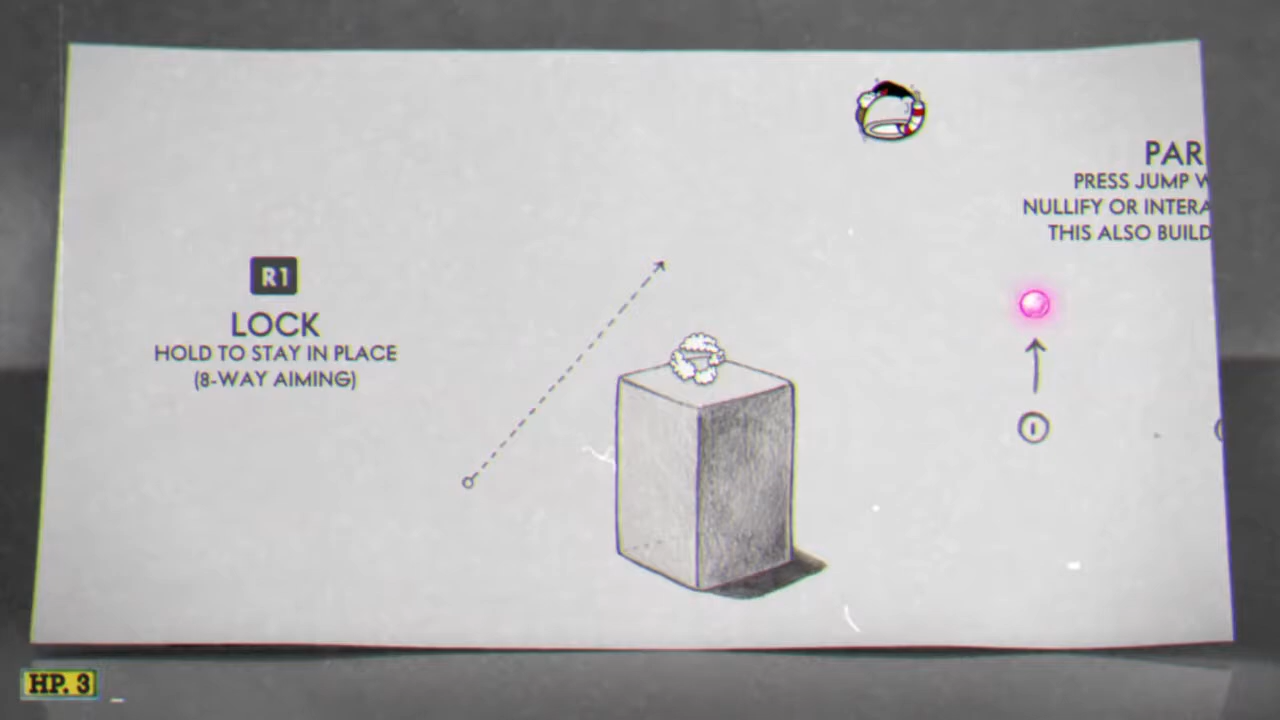 R1
LOCK
HOLD TO STAY IN PLACE
(8-WAY AIMING)
PAR
PRESS JUMP W
NULLIFY OR INTERA
THIS ALSO BUILD
HP. 3